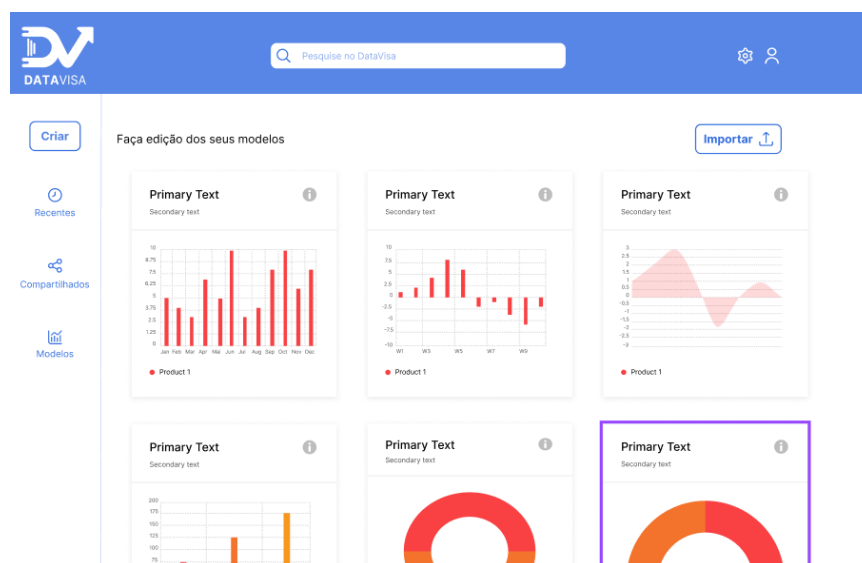 DV
DATAVISA
Pesquise no DataVisa
Criar
Recentes
Compartilhados
Modelos
Faça edição dos seus modelos
Importar
Primary Text
Secondary text
10
8.75
7.5
6.25
5
3.75
2.5
1.25
0
Jan Feb Mar Apr Mai Jun Jul Aug Sep Oct Nov Dec
Product 1
Primary Text
Secondary text
10
7.5
5
2.5
0
-2.5
-5
-7.5
-10
W1 W3 W5 W7 W9
Product 1
Primary Text
Secondary text
3
2.5
2
1.5
1
0.5
0
-0.5
-1
-1.5
-2
-2.5
-3
Product 1
Primary Text
Secondary text
200
175
150
125
100
75
Primary Text
Secondary text
Primary Text
Secondary text